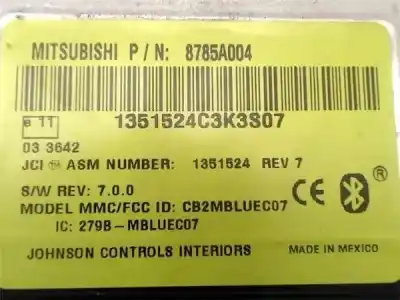 MITSUBISHI P/N: 8785A004
1351524C3K3S07
e 11
03 3642
JCI ASM NUMBER: 1351524 REV 7
S/W REV: 7.0.0
MODEL MMC/FCC ID: CB2MBLUEC07
IC: 279B-MBLUEC07
CE
JOHNSON CONTROLS INTERIORS MADE IN MEXICO